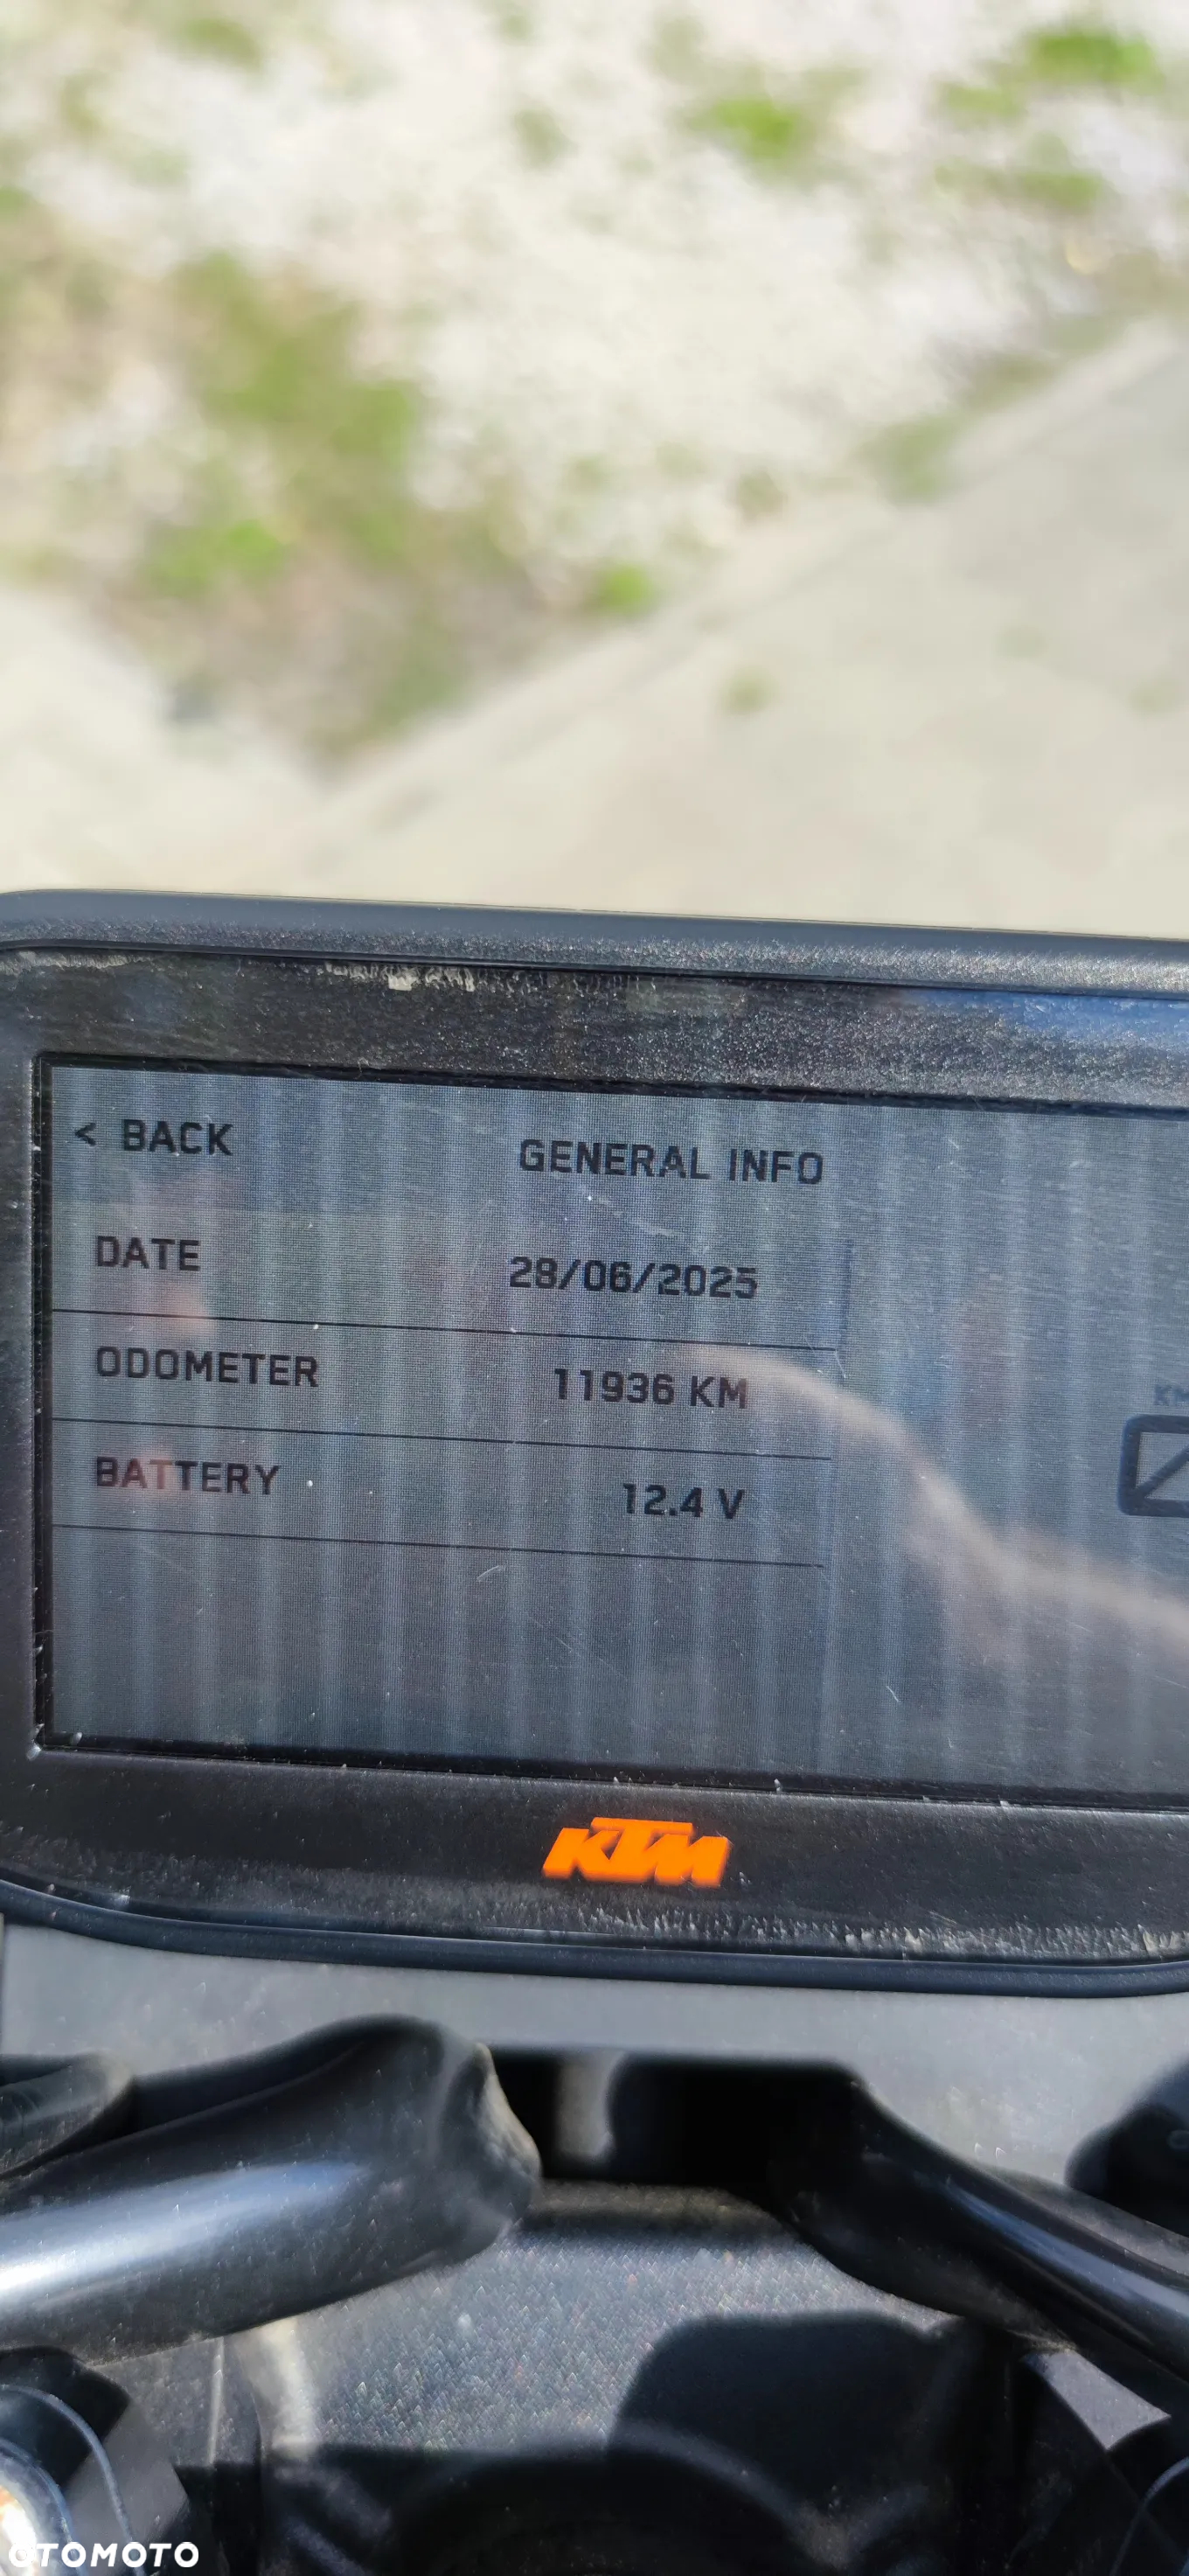 < BACK
GENERAL INFO
DATE 28/06/2025
ODOMETER 11936 KM
BATTERY 12.4 V
KTM
OTOMOTO